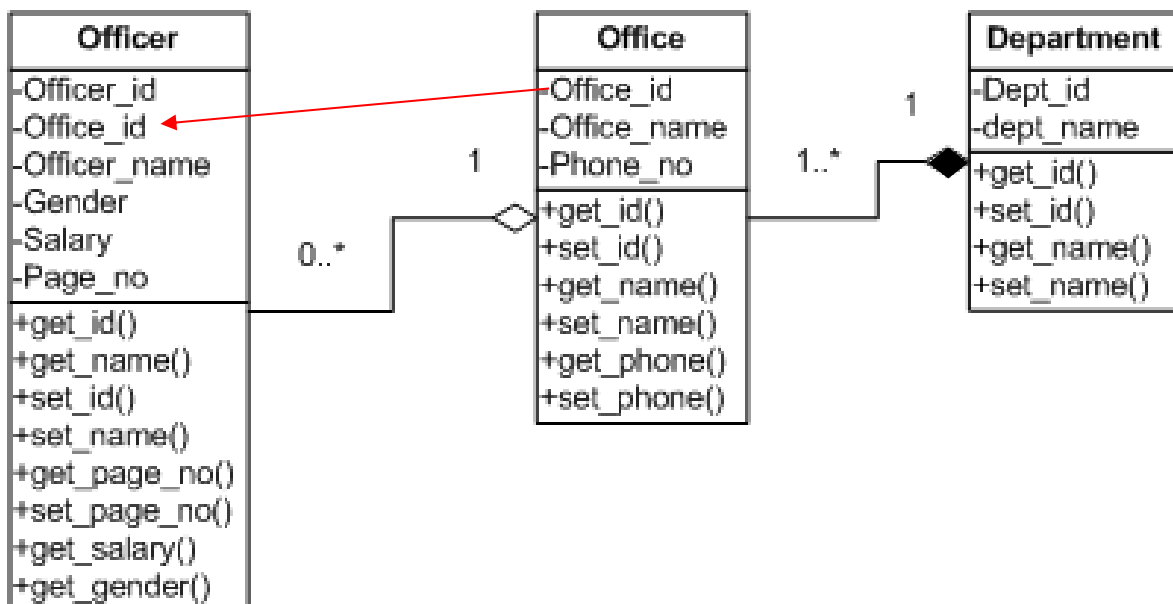 Officer
-Officer_id
-Office_id
-Officer_name
-Gender
-Salary
-Page_no
+get_id()
+get_name()
+set_id()
+set_name()
+get_page_no()
+set_page_no()
+get_salary()
+get_gender()
0..*
1
Office
-Office_id
-Office_name
-Phone_no
+get_id()
+set_id()
+get_name()
+set_name()
+get_phone()
+set_phone()
1..*
1
Department
-Dept_id
-dept_name
+get_id()
+set_id()
+get_name()
+set_name()